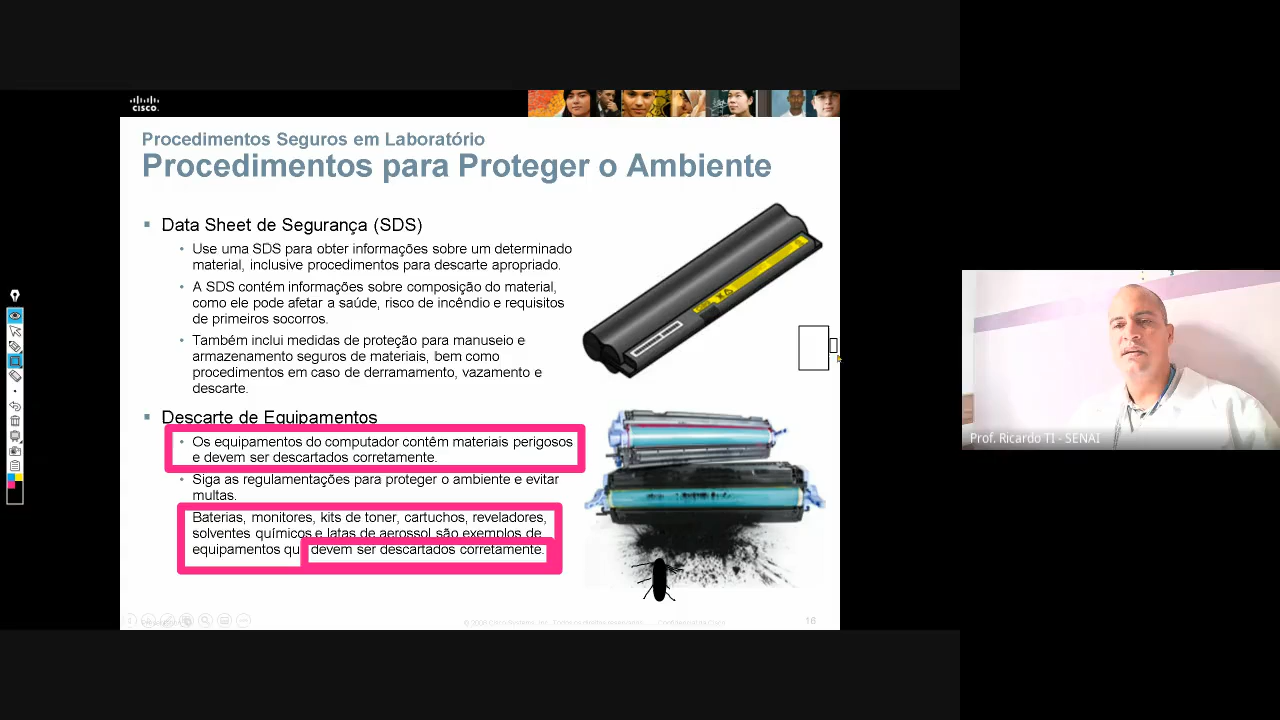 CISCO
Procedimentos Seguros em Laboratório
Procedimentos para Proteger o Ambiente
Data Sheet de Segurança (SDS)
Use uma SDS para obter informações sobre um determinado
material, inclusive procedimentos para descarte apropriado.
A SDS contém informações sobre composição do material,
como ele pode afetar a saúde, risco de incêndio e requisitos
de primeiros socorros.
Também inclui medidas de proteção para manuseio e
armazenamento seguros de materiais, bem como
procedimentos em caso de derramamento, vazamento e
descarte.
Descarte de Equipamentos
Os equipamentos do computador contêm materiais perigosos
e devem ser descartados corretamente.
Siga as regulamentações para proteger o ambiente e evitar
multas.
Baterias, monitores, kits de toner, cartuchos, reveladores,
solventes químicos e latas de aerossol são exemplos de
equipamentos qu devem ser descartados corretamente.
Prof. Ricardo TI - SENAI
16